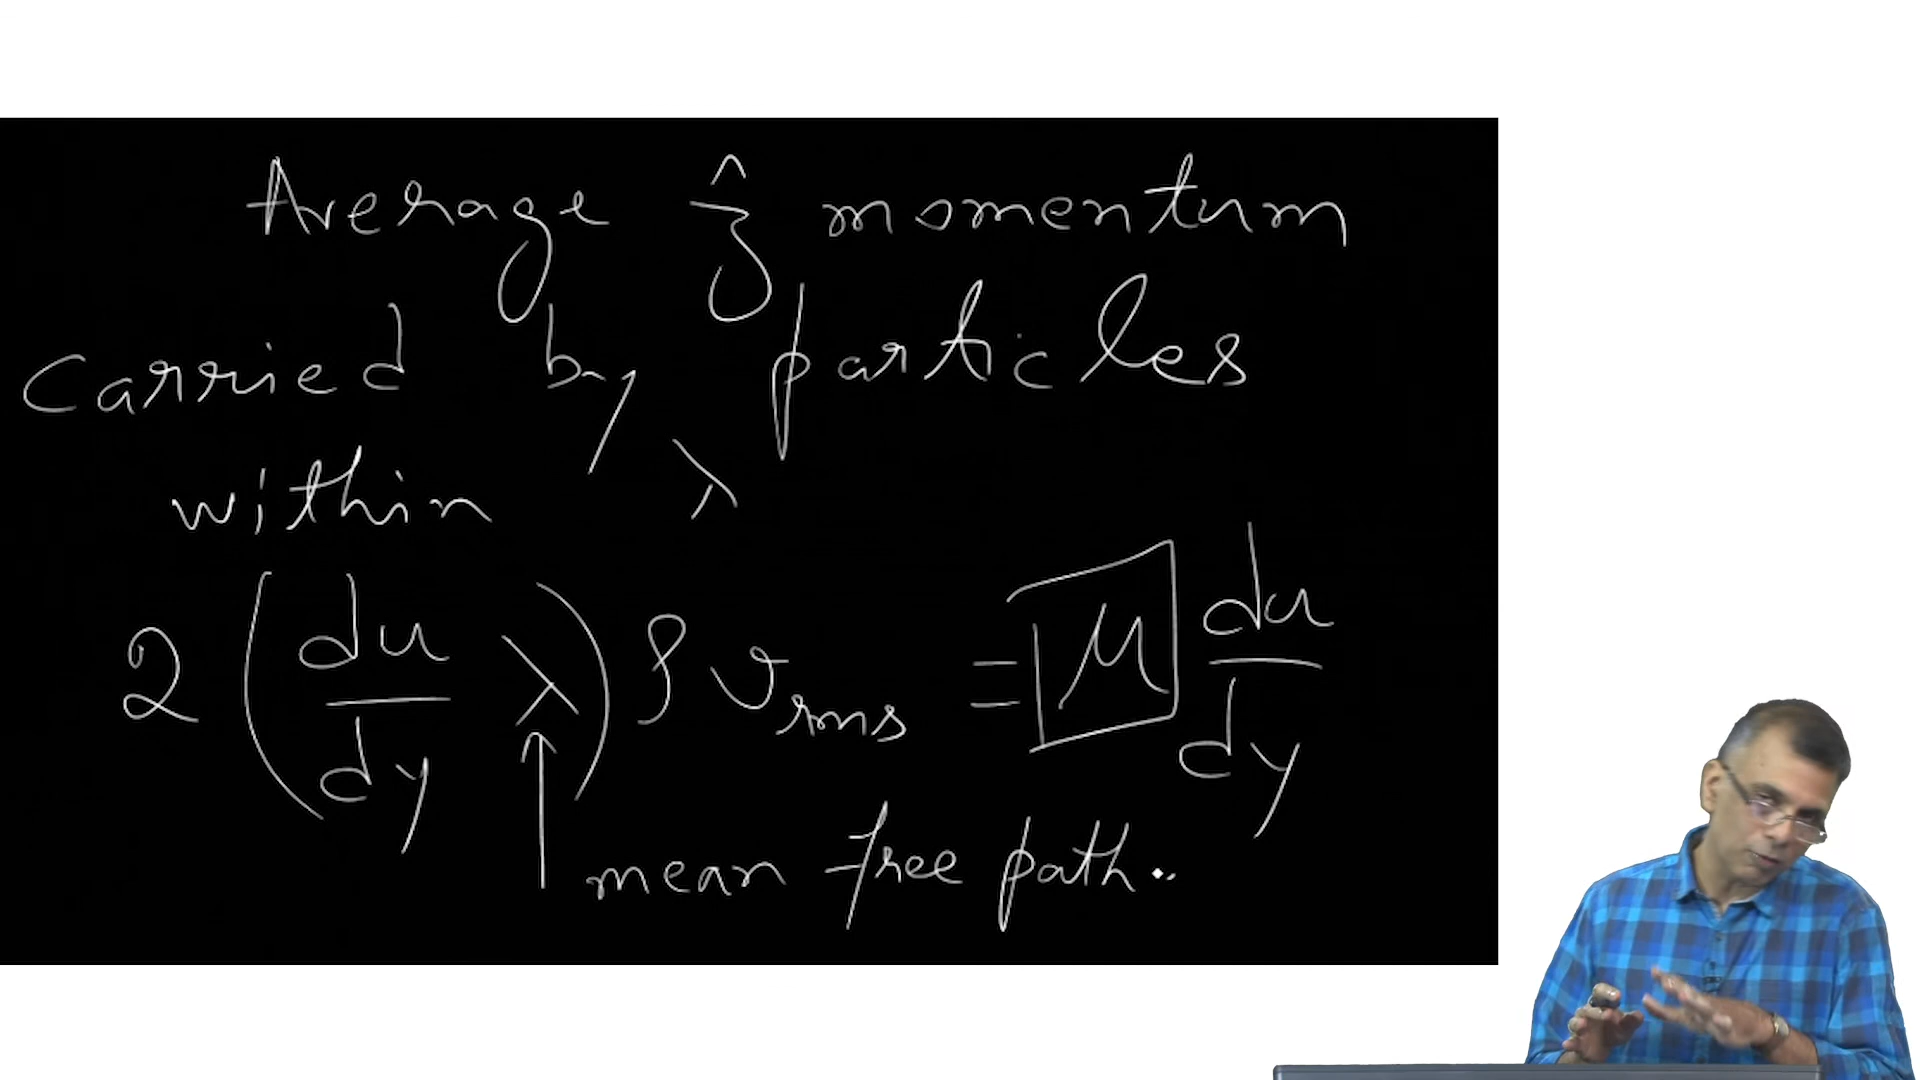 Average ẑ momentum
carried by particles
within λ
2 (du/dy λ) ρ v_rms = μ du/dy
↑ mean free path..